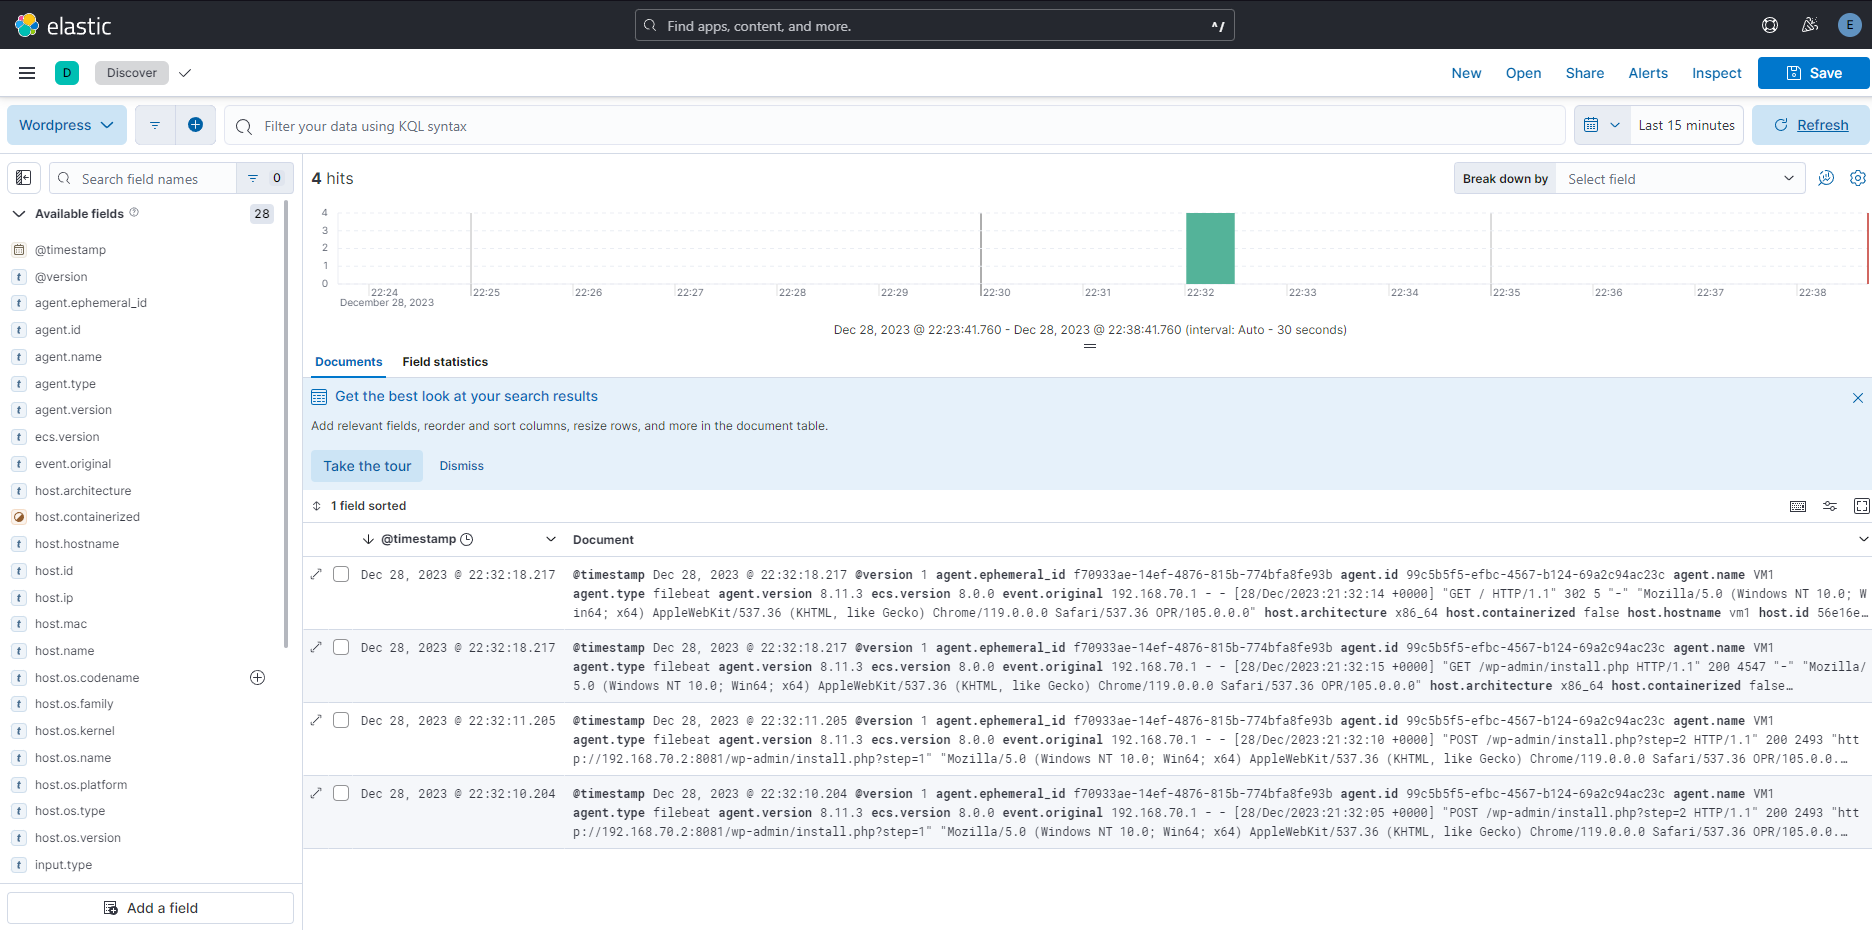 elastic
Find apps, content, and more.
^/
E
D
Discover
New
Open
Share
Alerts
Inspect
Save
Wordpress
Filter your data using KQL syntax
Last 15 minutes
Refresh
Search field names
0
Available fields
28
@timestamp
@version
agent.ephemeral_id
agent.id
agent.name
agent.type
agent.version
ecs.version
event.original
host.architecture
host.containerized
host.hostname
host.id
host.ip
host.mac
host.name
host.os.codename
host.os.family
host.os.kernel
host.os.name
host.os.platform
host.os.type
host.os.version
input.type
Add a field
4 hits
Break down by
Select field
4
3
2
1
0
22:24
22:25
22:26
22:27
22:28
22:29
22:30
22:31
22:32
22:33
22:34
22:35
22:36
22:37
22:38
December 28, 2023
Dec 28, 2023 @ 22:23:41.760 - Dec 28, 2023 @ 22:38:41.760 (interval: Auto - 30 seconds)
Documents
Field statistics
Get the best look at your search results
Add relevant fields, reorder and sort columns, resize rows, and more in the document table.
Take the tour
Dismiss
1 field sorted
@timestamp
Document
Dec 28, 2023 @ 22:32:18.217
@timestamp Dec 28, 2023 @ 22:32:18.217 @version 1 agent.ephemeral_id f70933ae-14ef-4876-815b-774bfa8fe93b agent.id 99c5b5f5-efbc-4567-b124-69a2c94ac23c agent.name VM1
agent.type filebeat agent.version 8.11.3 ecs.version 8.0.0 event.original 192.168.70.1 - - [28/Dec/2023:21:32:14 +0000] "GET / HTTP/1.1" 302 5 "-" "Mozilla/5.0 (Windows NT 10.0; W
in64; x64) AppleWebKit/537.36 (KHTML, like Gecko) Chrome/119.0.0.0 Safari/537.36 OPR/105.0.0.0" host.architecture x86_64 host.containerized false host.hostname vm1 host.id 56e16e…
Dec 28, 2023 @ 22:32:18.217
@timestamp Dec 28, 2023 @ 22:32:18.217 @version 1 agent.ephemeral_id f70933ae-14ef-4876-815b-774bfa8fe93b agent.id 99c5b5f5-efbc-4567-b124-69a2c94ac23c agent.name VM1
agent.type filebeat agent.version 8.11.3 ecs.version 8.0.0 event.original 192.168.70.1 - - [28/Dec/2023:21:32:15 +0000] "GET /wp-admin/install.php HTTP/1.1" 200 4547 "-" "Mozilla/
5.0 (Windows NT 10.0; Win64; x64) AppleWebKit/537.36 (KHTML, like Gecko) Chrome/119.0.0.0 Safari/537.36 OPR/105.0.0.0" host.architecture x86_64 host.containerized false…
Dec 28, 2023 @ 22:32:11.205
@timestamp Dec 28, 2023 @ 22:32:11.205 @version 1 agent.ephemeral_id f70933ae-14ef-4876-815b-774bfa8fe93b agent.id 99c5b5f5-efbc-4567-b124-69a2c94ac23c agent.name VM1
agent.type filebeat agent.version 8.11.3 ecs.version 8.0.0 event.original 192.168.70.1 - - [28/Dec/2023:21:32:10 +0000] "POST /wp-admin/install.php?step=2 HTTP/1.1" 200 2493 "htt
p://192.168.70.2:8081/wp-admin/install.php?step=1" "Mozilla/5.0 (Windows NT 10.0; Win64; x64) AppleWebKit/537.36 (KHTML, like Gecko) Chrome/119.0.0.0 Safari/537.36 OPR/105.0.0.…
Dec 28, 2023 @ 22:32:10.204
@timestamp Dec 28, 2023 @ 22:32:10.204 @version 1 agent.ephemeral_id f70933ae-14ef-4876-815b-774bfa8fe93b agent.id 99c5b5f5-efbc-4567-b124-69a2c94ac23c agent.name VM1
agent.type filebeat agent.version 8.11.3 ecs.version 8.0.0 event.original 192.168.70.1 - - [28/Dec/2023:21:32:05 +0000] "POST /wp-admin/install.php?step=2 HTTP/1.1" 200 2493 "htt
p://192.168.70.2:8081/wp-admin/install.php?step=1" "Mozilla/5.0 (Windows NT 10.0; Win64; x64) AppleWebKit/537.36 (KHTML, like Gecko) Chrome/119.0.0.0 Safari/537.36 OPR/105.0.0.…